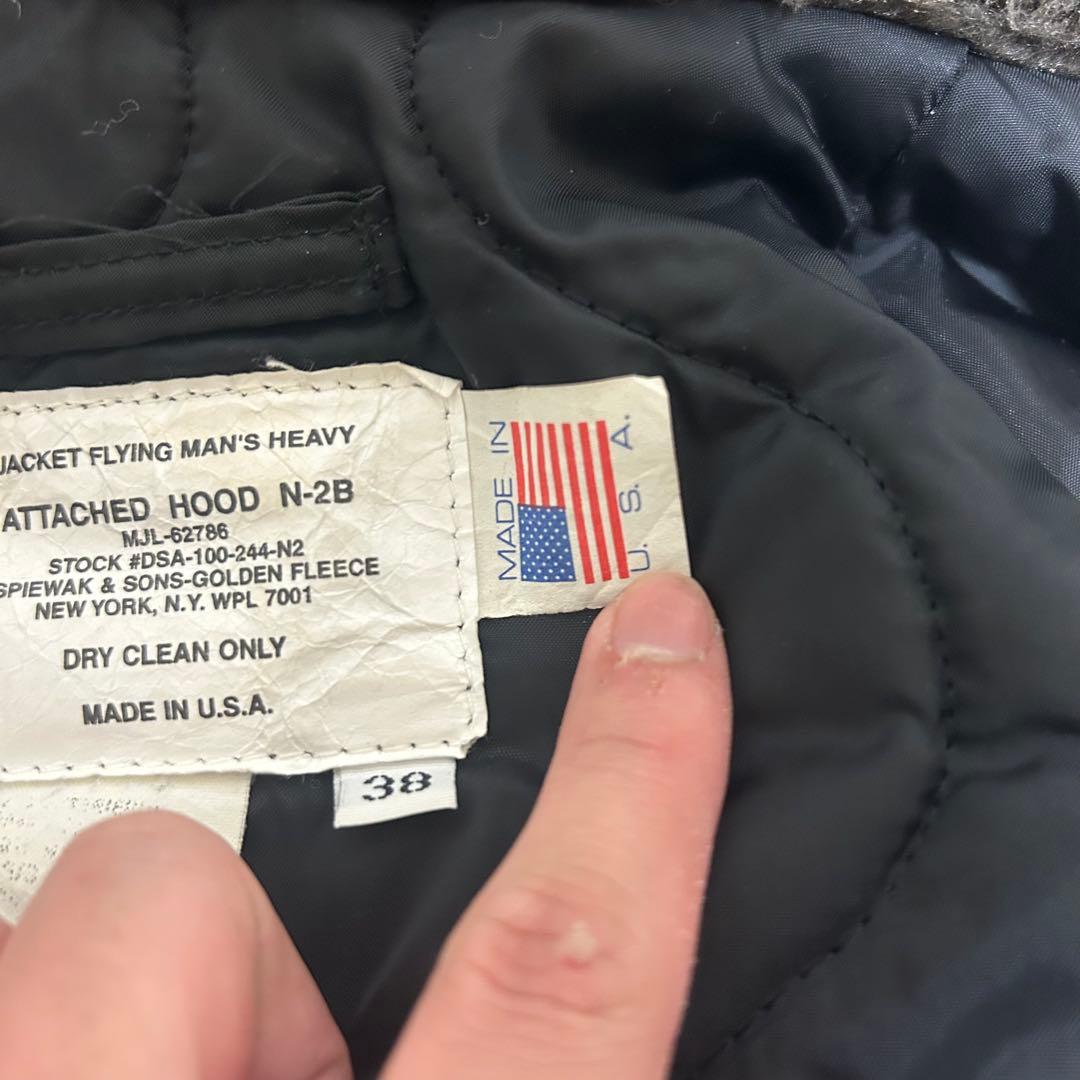 JACKET FLYING MAN'S HEAVY
ATTACHED HOOD N-2B
MJL-62786
STOCK #DSA-100-244-N2
SPIEWAK & SONS-GOLDEN FLEECE
NEW YORK, N.Y. WPL 7001
DRY CLEAN ONLY
MADE IN U.S.A.
MADE IN
U. S. A.
38